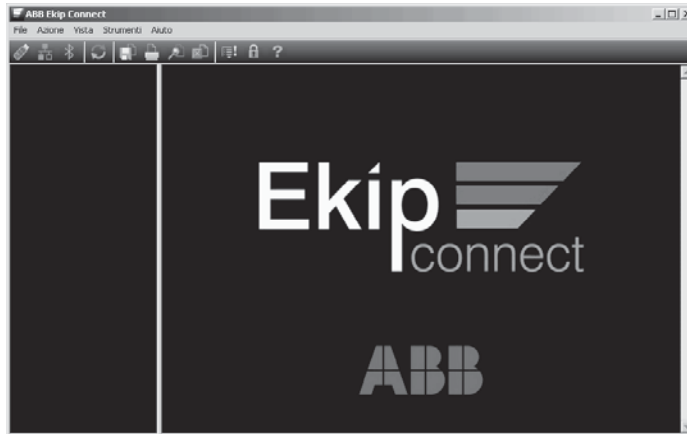 ABB Ekip Connect
File Azione Vista Strumenti Aiuto
Ekip
connect
ABB